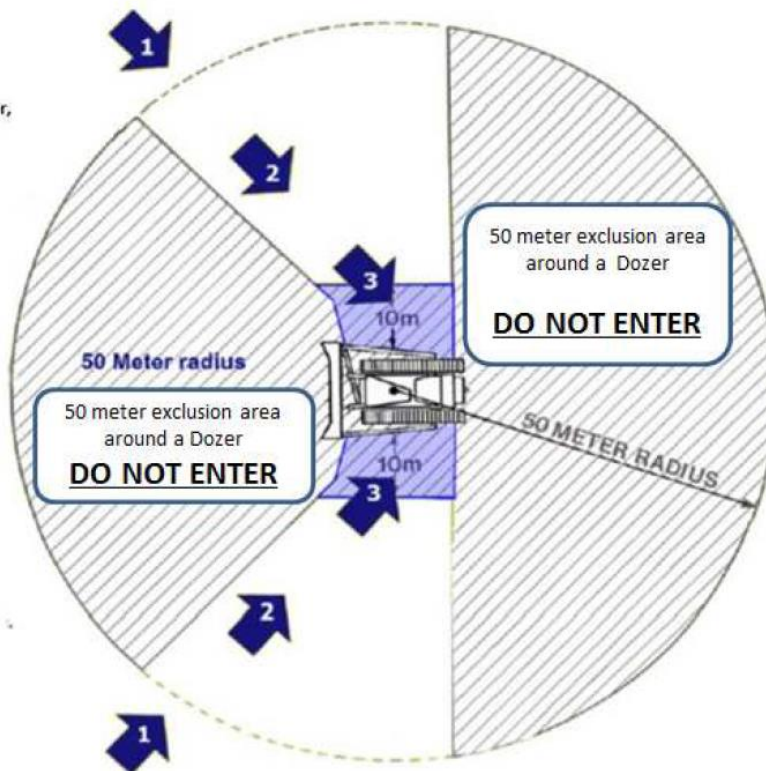 1
r,
2
50 meter exclusion area
around a Dozer
DO NOT ENTER
3
10m
50 Meter radius
50 meter exclusion area
around a Dozer
DO NOT ENTER
50 METER RADIUS
10m
3
2
1